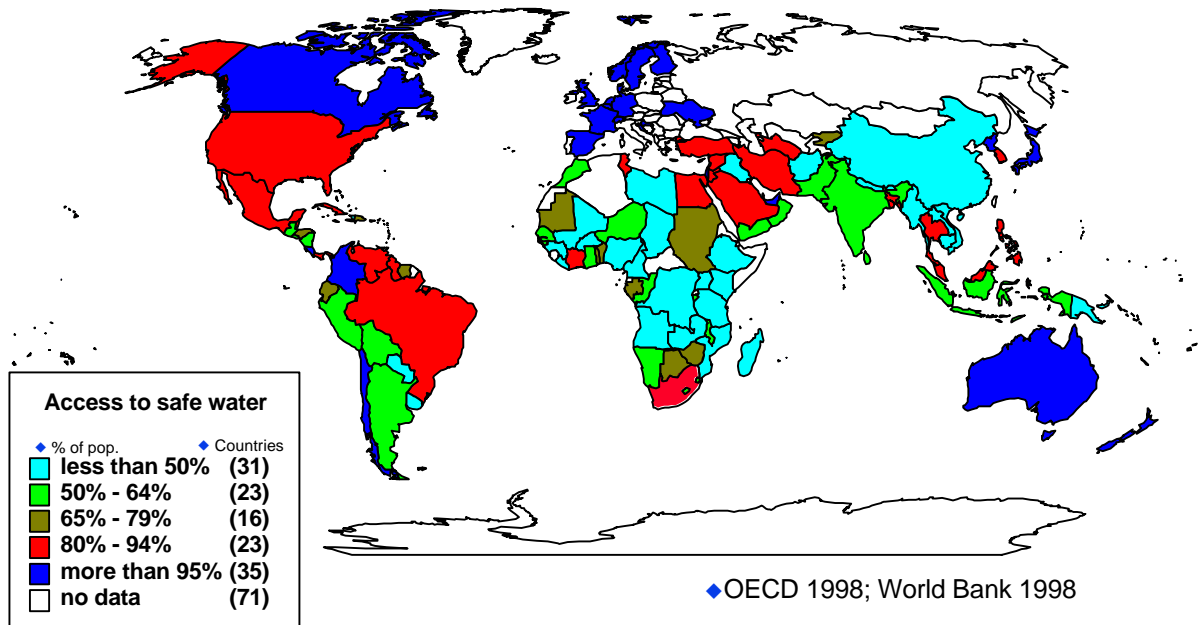 Access to safe water
◆ % of pop. ◆ Countries
less than 50% (31)
50% - 64% (23)
65% - 79% (16)
80% - 94% (23)
more than 95% (35)
no data (71)
◆OECD 1998; World Bank 1998